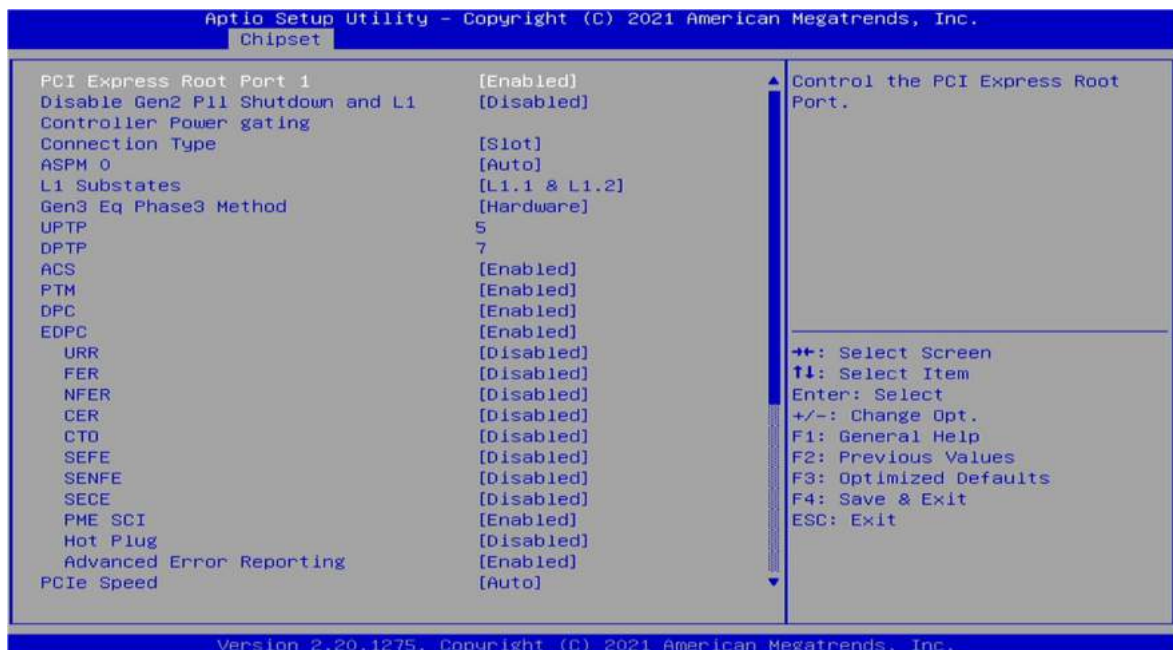 Aptio Setup Utility – Copyright (C) 2021 American Megatrends, Inc.
Chipset
PCI Express Root Port 1 [Enabled]
Disable Gen2 Pll Shutdown and L1 [Disabled]
Controller Power gating
Connection Type [Slot]
ASPM 0 [Auto]
L1 Substates [L1.1 & L1.2]
Gen3 Eq Phase3 Method [Hardware]
UPTP 5
DPTP 7
ACS [Enabled]
PTM [Enabled]
DPC [Enabled]
EDPC [Enabled]
URR [Disabled]
FER [Disabled]
NFER [Disabled]
CER [Disabled]
CTO [Disabled]
SEFE [Disabled]
SENFE [Disabled]
SECE [Disabled]
PME SCI [Enabled]
Hot Plug [Disabled]
Advanced Error Reporting [Enabled]
PCIe Speed [Auto]
Control the PCI Express Root
Port.
→←: Select Screen
↑↓: Select Item
Enter: Select
+/-: Change Opt.
F1: General Help
F2: Previous Values
F3: Optimized Defaults
F4: Save & Exit
ESC: Exit
Version 2.20.1275. Copyright (C) 2021 American Megatrends, Inc.